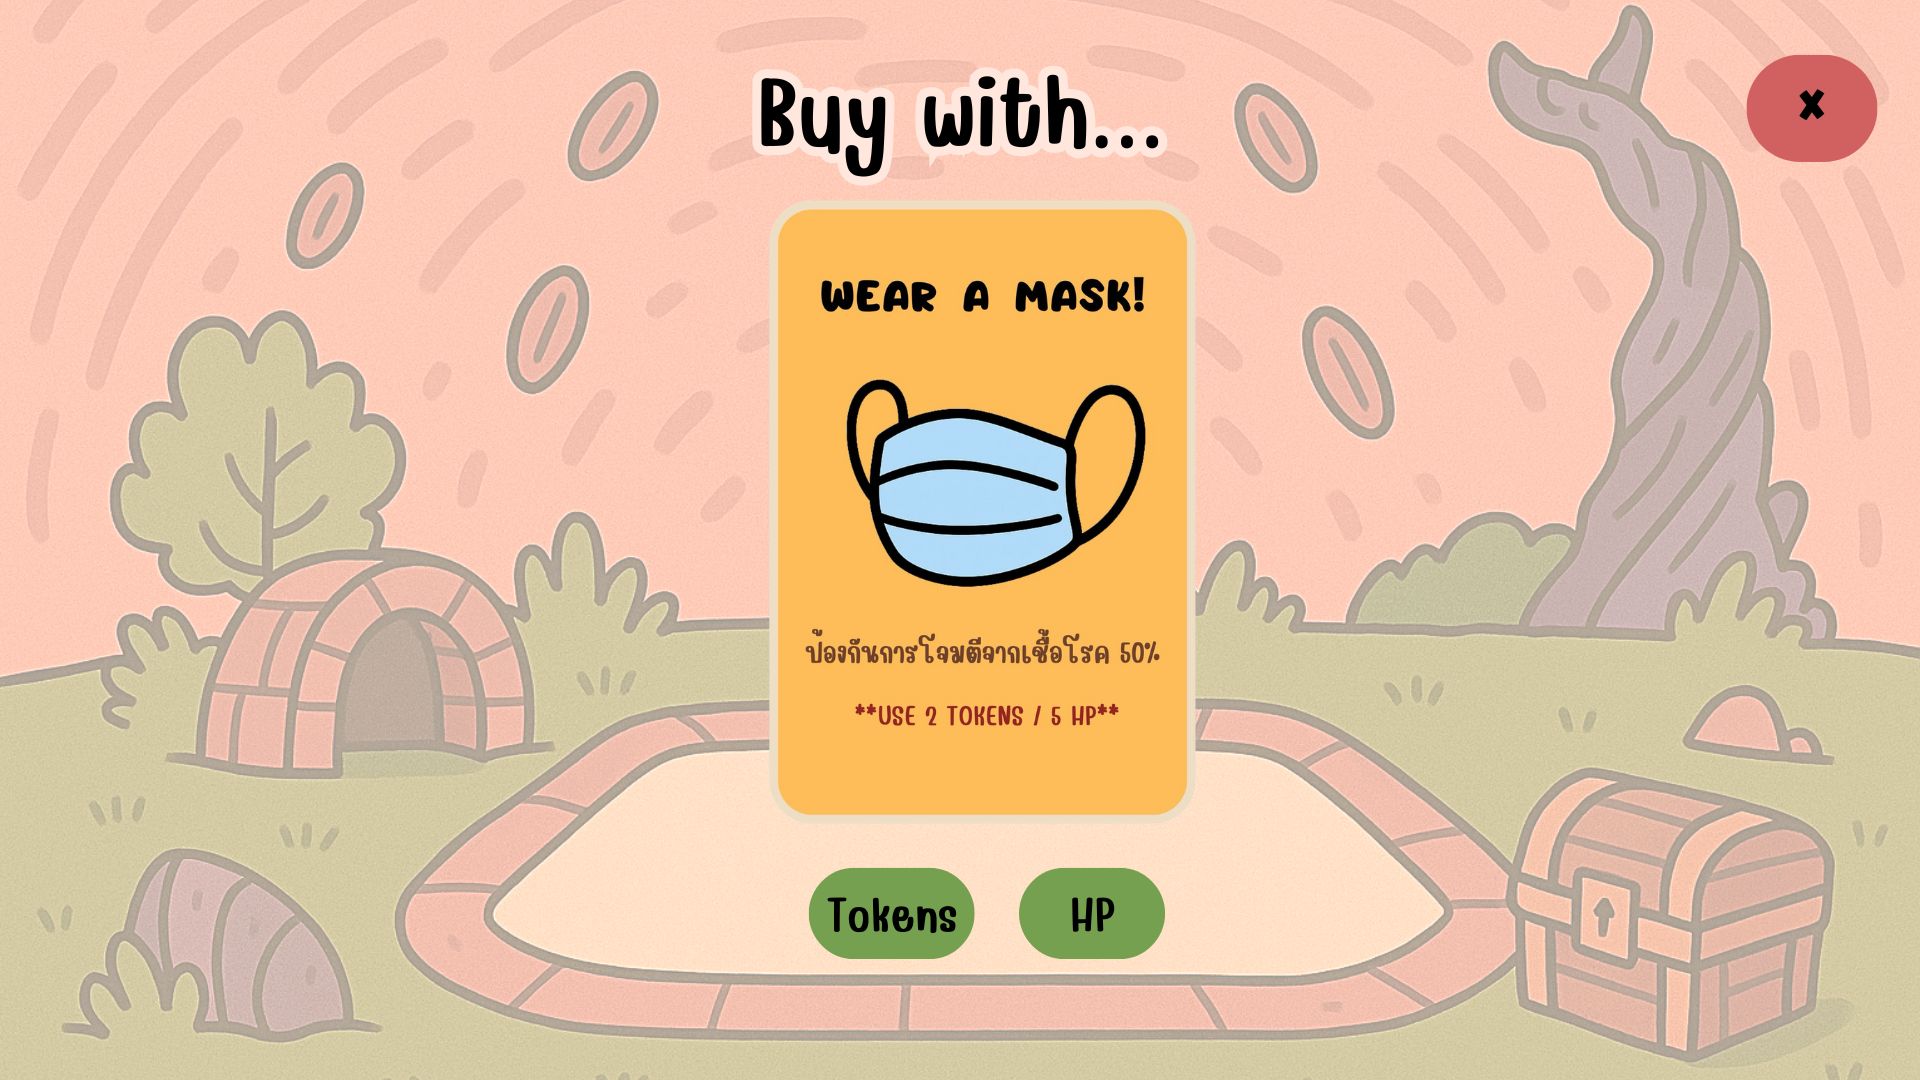 Buy with...
x
WEAR A MASK!
ป้องกันการโจมตีจากเชื้อโรค 50%
**USE 2 TOKENS / 5 HP**
Tokens
HP